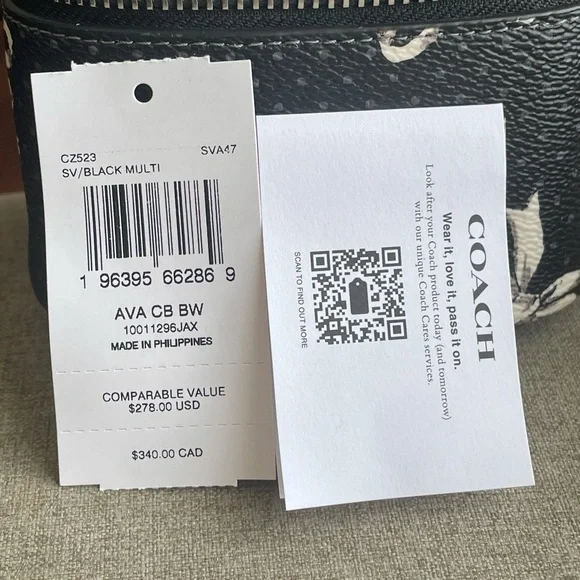 CZ523 SVA47
SV/BLACK MULTI
1 96395 66286 9
AVA CB BW
10011296JAX
MADE IN PHILIPPINES
COMPARABLE VALUE
$278.00 USD
$340.00 CAD
COACH
Wear it, love it, pass it on.
Look after your Coach product today (and tomorrow)
with our unique Coach Cares services.
SCAN TO FIND OUT MORE